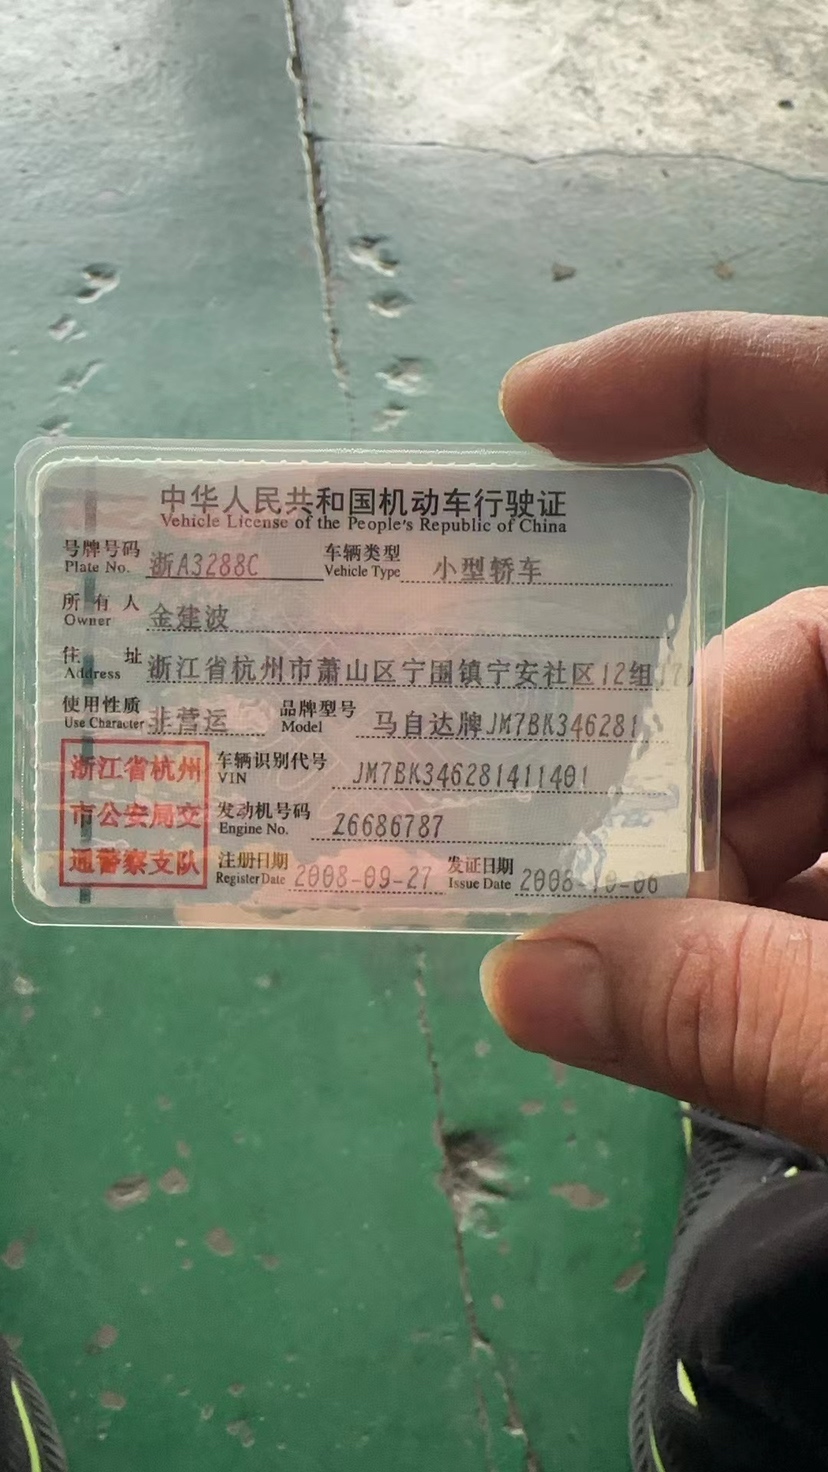 中华人民共和国机动车行驶证
Vehicle License of the People's Republic of China
号牌号码 浙A3288C 车辆类型 小型轿车
Plate No. Vehicle Type
所有人 金建波
Owner
住址 浙江省杭州市萧山区宁围镇宁安社区12组
Address
使用性质 非营运 品牌型号 马自达牌JM7BK346281
Use Character Model
浙江省杭州
市公安局交
通警察支队
车辆识别代号 JM7BK346281411401
VIN
发动机号码 Z6686787
Engine No.
注册日期 2008-09-27 发证日期 2008-10-06
Register Date Issue Date